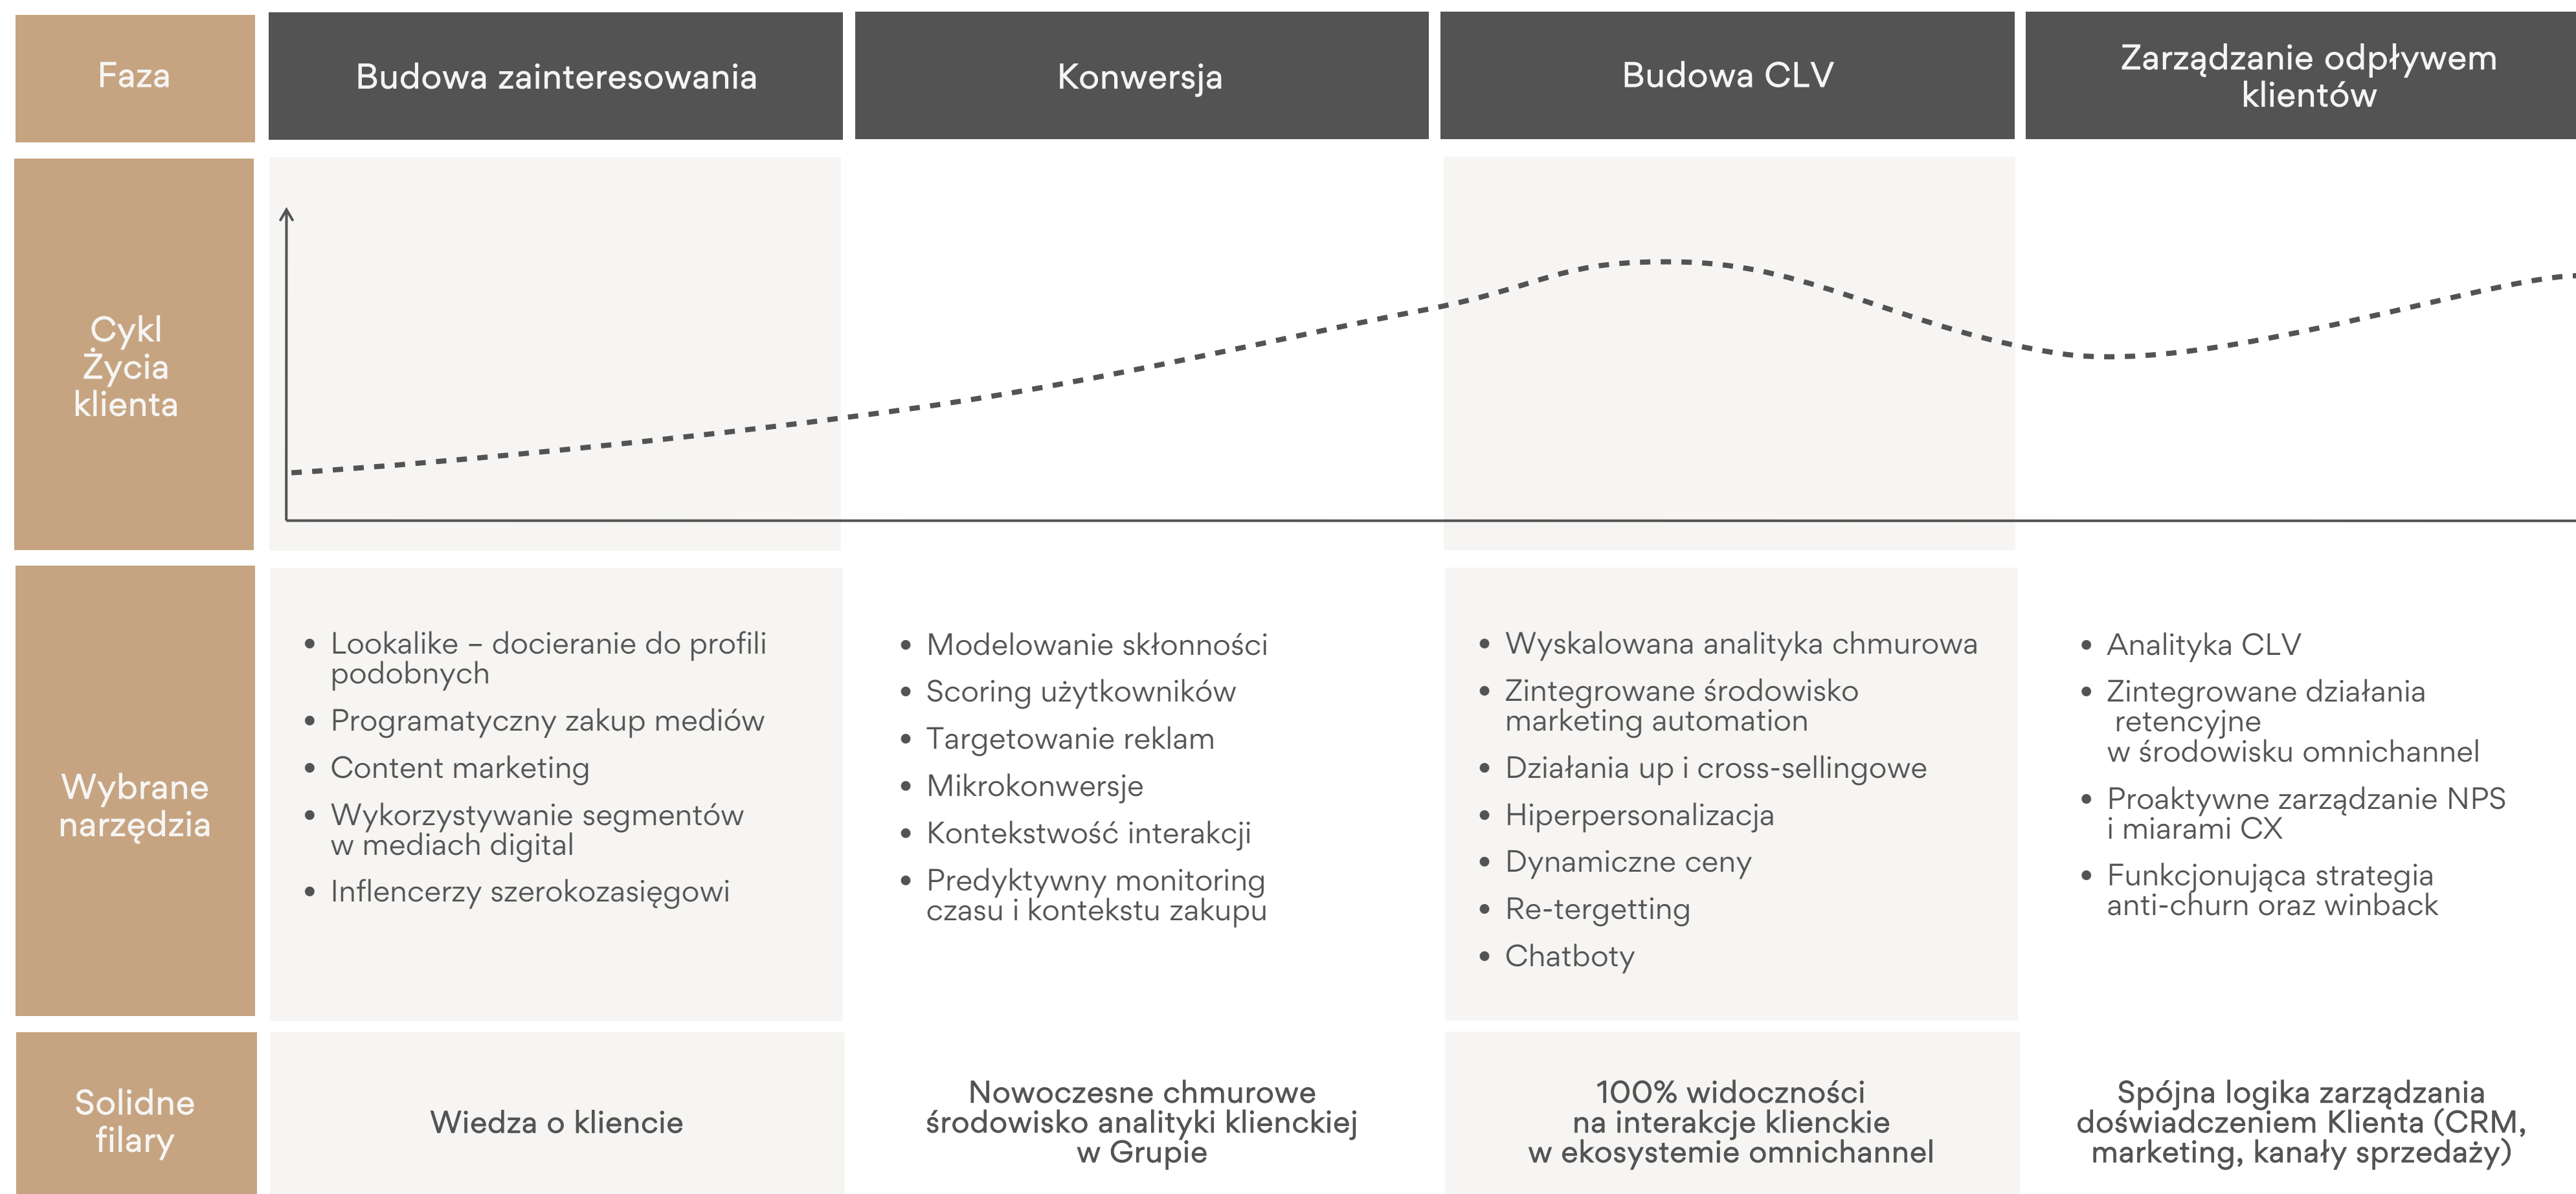 Faza
Budowa zainteresowania
Konwersja
Budowa CLV
Zarządzanie odpływem
klientów
Cykl
Życia
klienta
Wybrane
narzędzia
• Lookalike – docieranie do profili
podobnych
• Programatyczny zakup mediów
• Content marketing
• Wykorzystywanie segmentów
w mediach digital
• Inflencerzy szerokozasięgowi
• Modelowanie skłonności
• Scoring użytkowników
• Targetowanie reklam
• Mikrokonwersje
• Kontekstwość interakcji
• Predyktywny monitoring
czasu i kontekstu zakupu
• Wyskalowana analityka chmurowa
• Zintegrowane środowisko
marketing automation
• Działania up i cross-sellingowe
• Hiperpersonalizacja
• Dynamiczne ceny
• Re-tergetting
• Chatboty
• Analityka CLV
• Zintegrowane działania
retencyjne
w środowisku omnichannel
• Proaktywne zarządzanie NPS
i miarami CX
• Funkcjonująca strategia
anti-churn oraz winback
Solidne
filary
Wiedza o kliencie
Nowoczesne chmurowe
środowisko analityki klienckiej
w Grupie
100% widoczności
na interakcje klienckie
w ekosystemie omnichannel
Spójna logika zarządzania
doświadczeniem Klienta (CRM,
marketing, kanały sprzedaży)